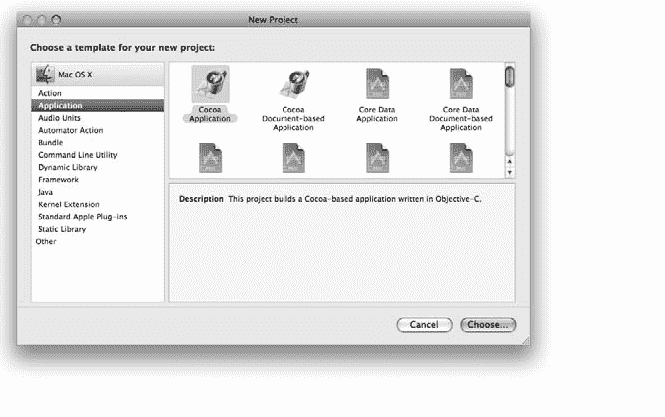 New Project
Choose a template for your new project:
Mac OS X
Action
Application
Audio Units
Automator Action
Bundle
Command Line Utility
Dynamic Library
Framework
Java
Kernel Extension
Standard Apple Plug-ins
Static Library
Other
Cocoa
Application
Cocoa
Document-based
Application
Core Data
Application
Core Data
Document-based
Application
Description This project builds a Cocoa-based application written in Objective-C.
Cancel
Choose...